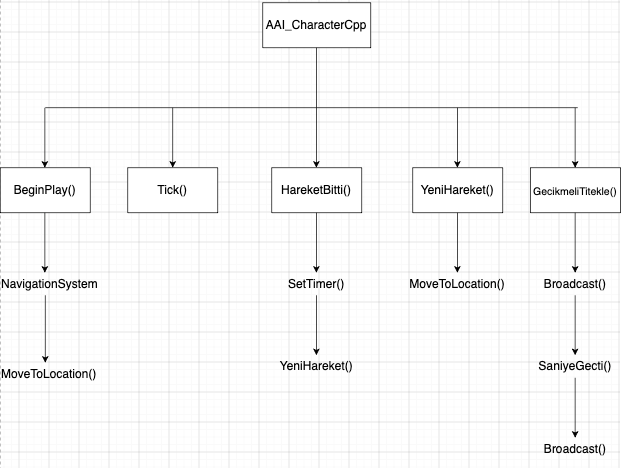 AAI_CharacterCpp
BeginPlay()
Tick()
HareketBitti()
YeniHareket()
GecikmeliTitekle()
NavigationSystem
SetTimer()
MoveToLocation()
Broadcast()
MoveToLocation()
YeniHareket()
SaniyeGecti()
Broadcast()